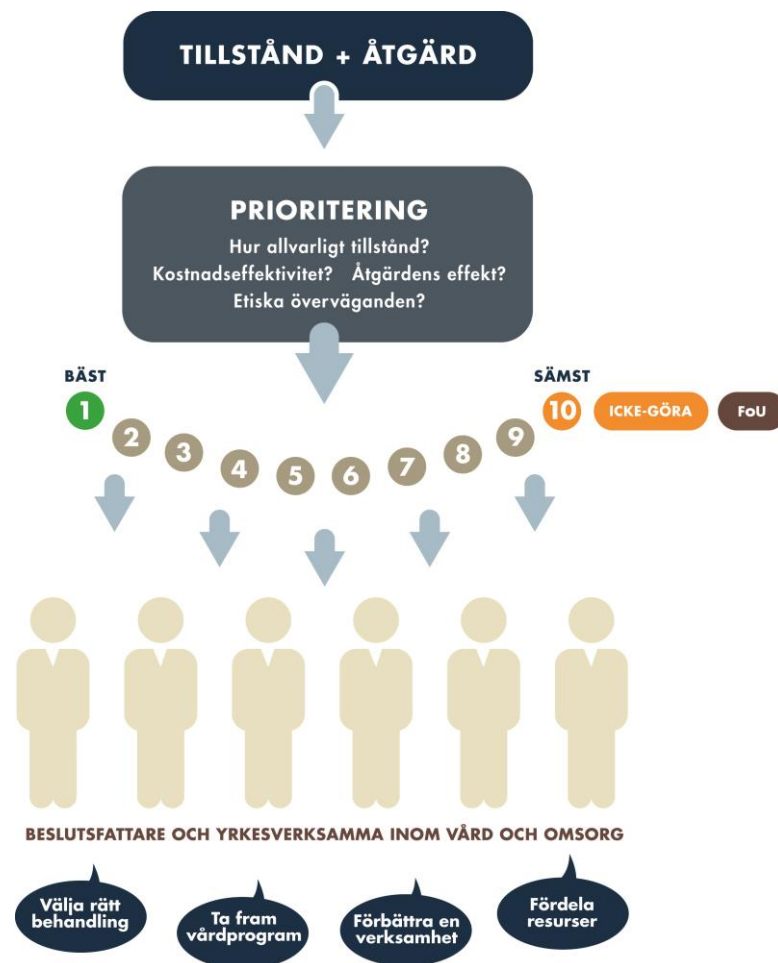 TILLSTÅND + ÅTGÄRD
PRIORITERING
Hur allvarligt tillstånd?
Kostnadseffektivitet? Åtgärdens effekt?
Etiska överväganden?
BÄST
SÄMST
1
2
3
4
5
6
7
8
9
10
ICKE-GÖRA
FoU
BESLUTSFATTARE OCH YRKESVERKSAMMA INOM VÅRD OCH OMSORG
Välja rätt
behandling
Ta fram
vårdprogram
Förbättra en
verksamhet
Fördela
resurser